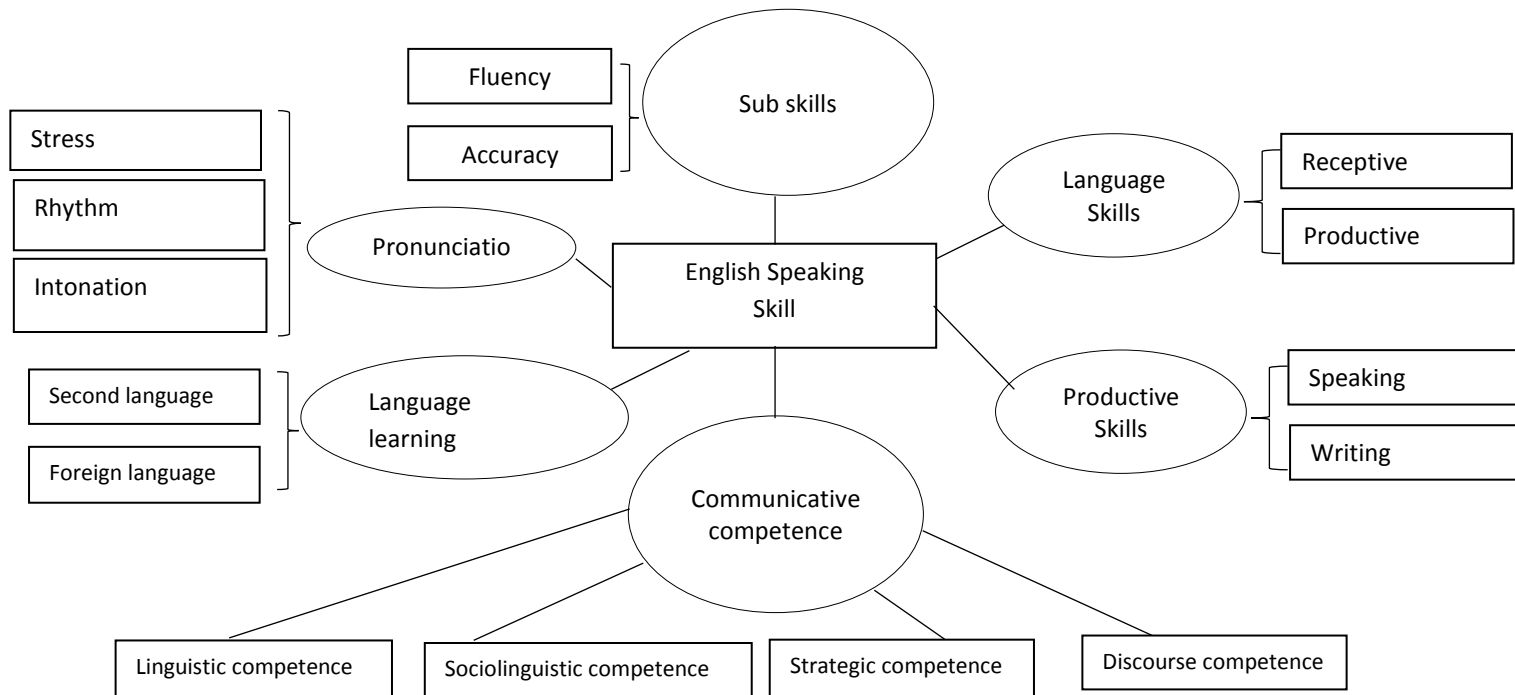 Fluency
Accuracy
Sub skills
Stress
Rhythm
Intonation
Pronunciatio
Language
Skills
Receptive
Productive
English Speaking
Skill
Second language
Foreign language
Language
learning
Productive
Skills
Speaking
Writing
Communicative
competence
Linguistic competence
Sociolinguistic competence
Strategic competence
Discourse competence